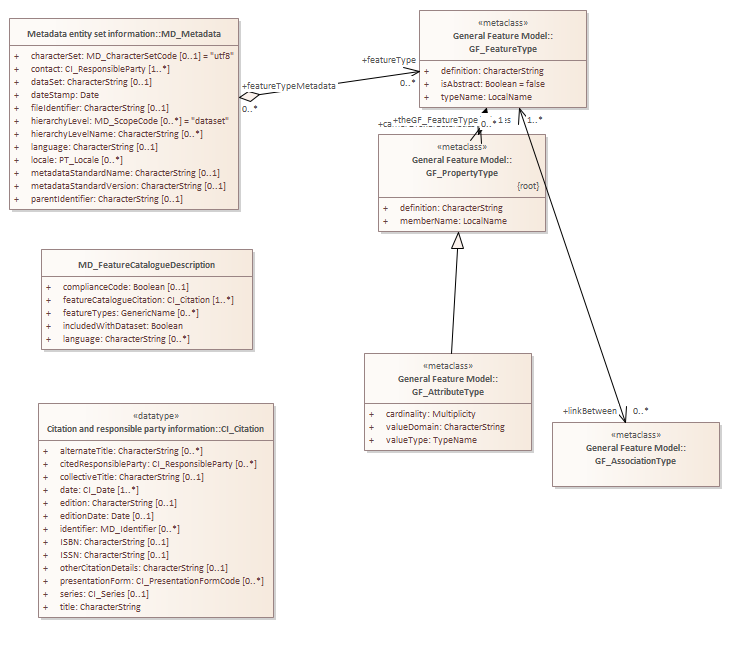 Metadata entity set information::MD_Metadata
+ characterSet: MD_CharacterSetCode [0..1] = "utf8"
+ contact: CI_ResponsibleParty [1..*]
+ dataSet: CharacterString [0..1]
+ dateStamp: Date
+ fileIdentifier: CharacterString [0..1]
+ hierarchyLevel: MD_ScopeCode [0..*] = "dataset"
+ hierarchyLevelName: CharacterString [0..*]
+ language: CharacterString [0..1]
+ locale: PT_Locale [0..*]
+ metadataStandardName: CharacterString [0..1]
+ metadataStandardVersion: CharacterString [0..1]
+ parentIdentifier: CharacterString [0..1]
+featureTypeMetadata
0..*
+featureType
0..*
«metaclass»
General Feature Model::
GF_FeatureType
+ definition: CharacterString
+ isAbstract: Boolean = false
+ typeName: LocalName
+theGF_FeatureType
1
0..*
1..*
«metaclass»
General Feature Model::
GF_PropertyType
{root}
+ definition: CharacterString
+ memberName: LocalName
MD_FeatureCatalogueDescription
+ complianceCode: Boolean [0..1]
+ featureCatalogueCitation: CI_Citation [1..*]
+ featureTypes: GenericName [0..*]
+ includedWithDataset: Boolean
+ language: CharacterString [0..*]
«metaclass»
General Feature Model::
GF_AttributeType
+ cardinality: Multiplicity
+ valueDomain: CharacterString
+ valueType: TypeName
+linkBetween
0..*
«metaclass»
General Feature Model::
GF_AssociationType
«datatype»
Citation and responsible party information::CI_Citation
+ alternateTitle: CharacterString [0..*]
+ citedResponsibleParty: CI_ResponsibleParty [0..*]
+ collectiveTitle: CharacterString [0..1]
+ date: CI_Date [1..*]
+ edition: CharacterString [0..1]
+ editionDate: Date [0..1]
+ identifier: MD_Identifier [0..*]
+ ISBN: CharacterString [0..1]
+ ISSN: CharacterString [0..1]
+ otherCitationDetails: CharacterString [0..1]
+ presentationForm: CI_PresentationFormCode [0..*]
+ series: CI_Series [0..1]
+ title: CharacterString